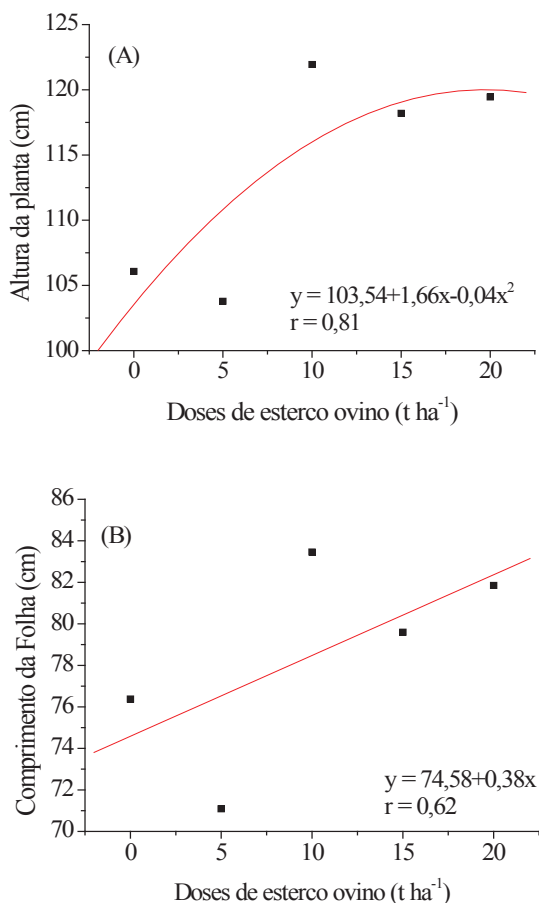 125
(A)
120
115
110
105
100
Altura da planta (cm)
y = 103,54+1,66x-0,04x²
r = 0,81
0 5 10 15 20
Doses de esterco ovino (t ha⁻¹)
86
(B)
84
82
80
78
76
74
72
70
Comprimento da Folha (cm)
y = 74,58+0,38x
r = 0,62
0 5 10 15 20
Doses de esterco ovino (t ha⁻¹)